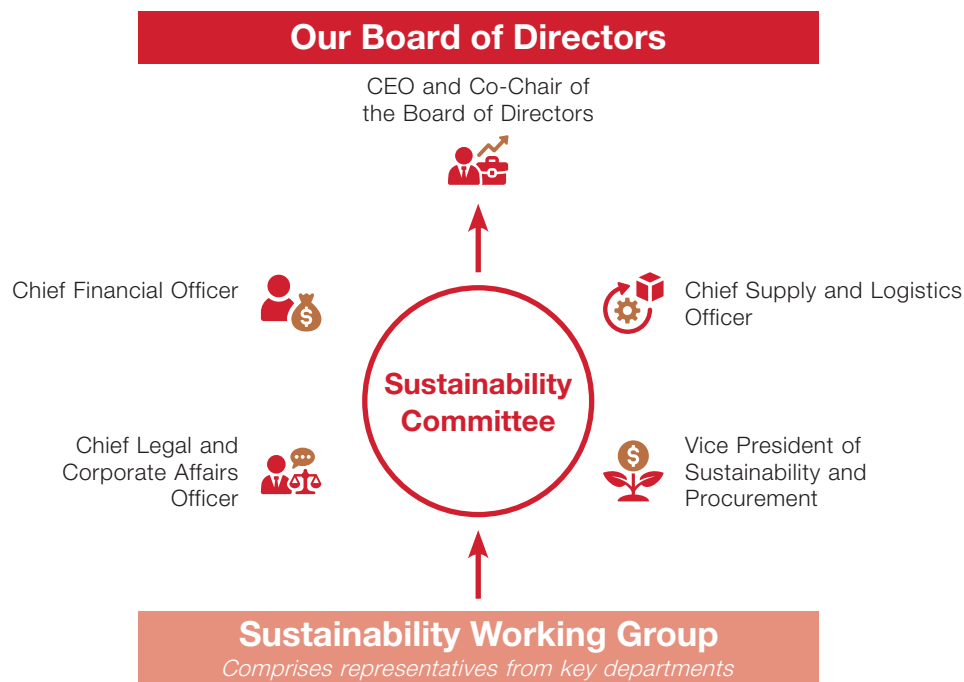 Our Board of Directors
CEO and Co-Chair of
the Board of Directors
Chief Financial Officer
$
Chief Supply and Logistics
Officer
Sustainability
Committee
Chief Legal and
Corporate Affairs
Officer
$
Vice President of
Sustainability and
Procurement
Sustainability Working Group
Comprises representatives from key departments